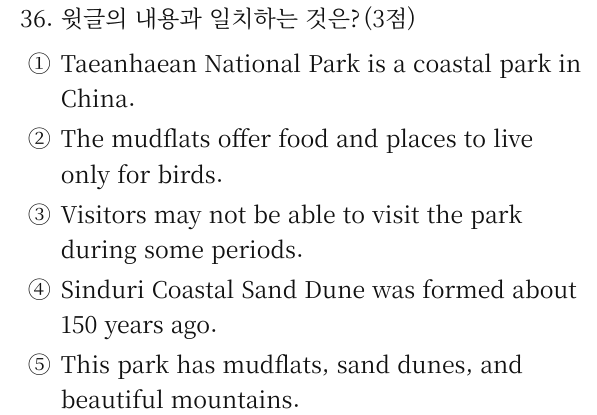 36. 윗글의 내용과 일치하는 것은?(3점)
① Taeanhaean National Park is a coastal park in
China.
② The mudflats offer food and places to live
only for birds.
③ Visitors may not be able to visit the park
during some periods.
④ Sinduri Coastal Sand Dune was formed about
150 years ago.
⑤ This park has mudflats, sand dunes, and
beautiful mountains.